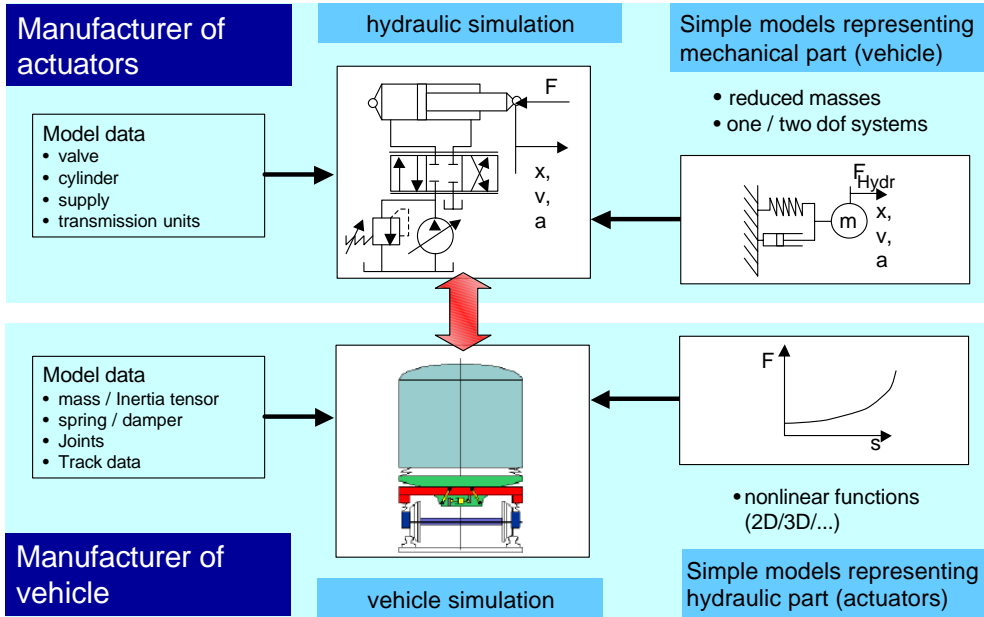 Manufacturer of
actuators
hydraulic simulation
Simple models representing
mechanical part (vehicle)
• reduced masses
• one / two dof systems
Model data
• valve
• cylinder
• supply
• transmission units
F
x,
v,
a
F Hydr
m
x,
v,
a
Model data
• mass / Inertia tensor
• spring / damper
• Joints
• Track data
F
s
• nonlinear functions
(2D/3D/...)
Manufacturer of
vehicle
vehicle simulation
Simple models representing
hydraulic part (actuators)